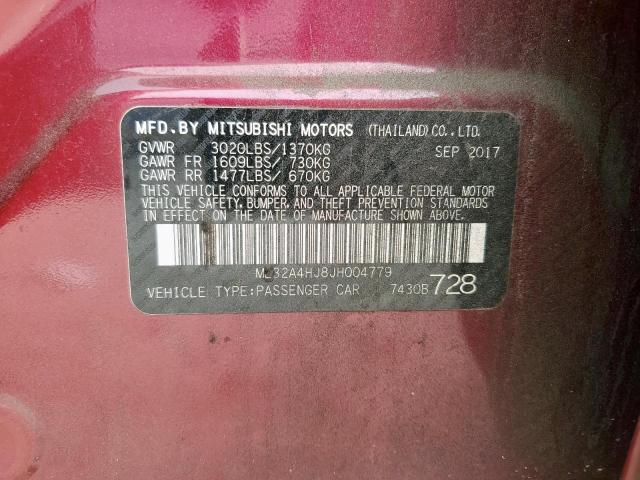 MFD.BY MITSUBISHI MOTORS (THAILAND)CO.,LTD.
GVWR 3020LBS/1370KG SEP 2017
GAWR FR 1609LBS/ 730KG
GAWR RR 1477LBS/ 670KG
THIS VEHICLE CONFORMS TO ALL APPLICABLE FEDERAL MOTOR
VEHICLE SAFETY, BUMPER, AND THEFT PREVENTION STANDARDS
IN EFFECT ON THE DATE OF MANUFACTURE SHOWN ABOVE.
ML32A4HJ8JH004779
VEHICLE TYPE:PASSENGER CAR 7430B 728